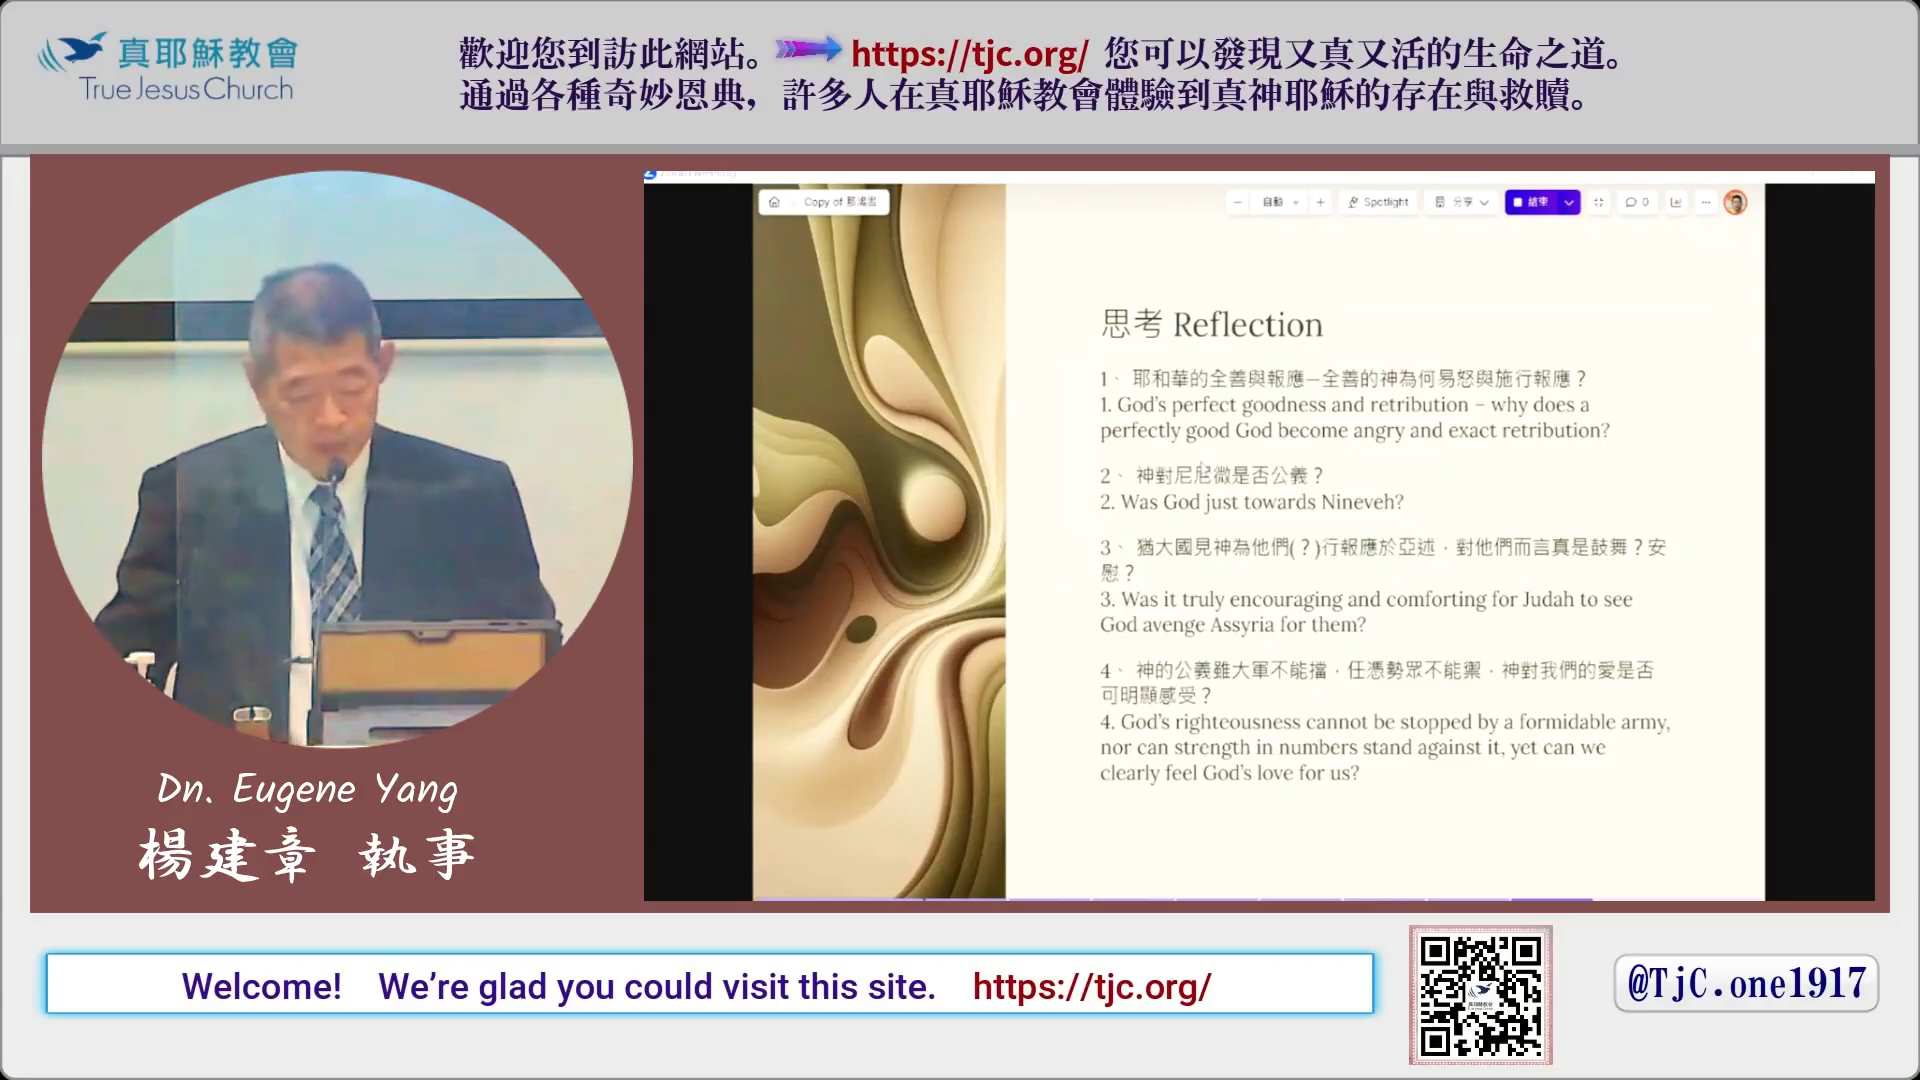 真耶穌教會
True Jesus Church
歡迎您到訪此網站。 https://tjc.org/ 您可以發現又真又活的生命之道。
通過各種奇妙恩典，許多人在真耶穌教會體驗到真神耶穌的存在與救贖。
Copy of 那鴻書
自動
Spotlight
分享
結束
0
思考 Reflection
1、 耶和華的全善與報應—全善的神為何易怒與施行報應？
1. God’s perfect goodness and retribution – why does a
perfectly good God become angry and exact retribution?
2、 神對尼尼微是否公義？
2. Was God just towards Nineveh?
3、 猶大國見神為他們(？)行報應於亞述，對他們而言真是鼓舞？安
慰？
3. Was it truly encouraging and comforting for Judah to see
God avenge Assyria for them?
4、 神的公義雖大軍不能擋，任憑勢眾不能禦，神對我們的愛是否
可明顯感受？
4. God’s righteousness cannot be stopped by a formidable army,
nor can strength in numbers stand against it, yet can we
clearly feel God’s love for us?
Dn. Eugene Yang
楊建章 執事
Welcome! We’re glad you could visit this site. https://tjc.org/
@TjC.one1917